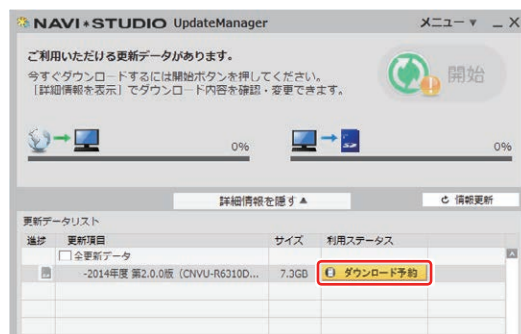 NAVI*STUDIO UpdateManager メニュー ▼ _ X
ご利用いただける更新データがあります。
今すぐダウンロードするには開始ボタンを押してください。
[詳細情報を表示]でダウンロード内容を確認・変更できます。
開始
0% 0%
詳細情報を隠す▲ 情報更新
更新データリスト
進捗 更新項目 サイズ 利用ステータス
全更新データ
-2014年度 第2.0.0版 (CNVU-R6310D... 7.3GB ダウンロード予約